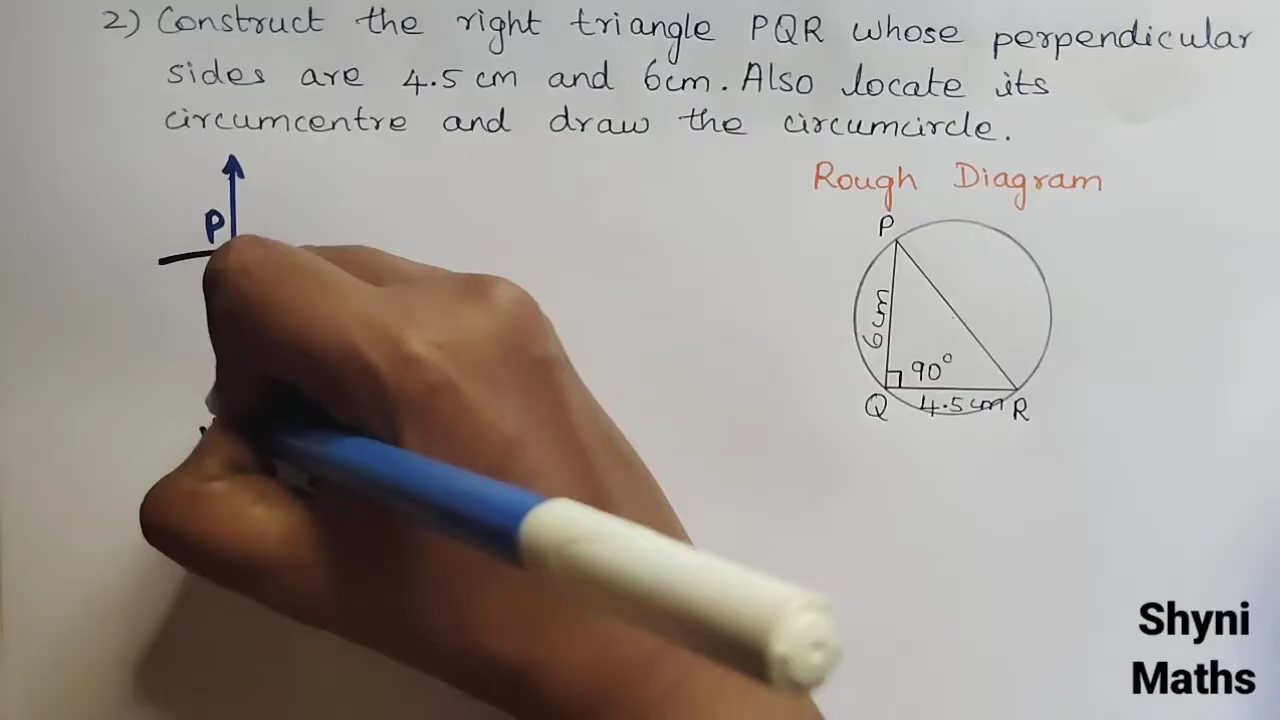 2) Construct the right triangle PQR whose perpendicular
sides are 4.5 cm and 6cm. Also locate its
circumcentre and draw the circumcircle.
Rough Diagram
P
P
6cm
90°
Q 4.5cm R
Shyni
Maths